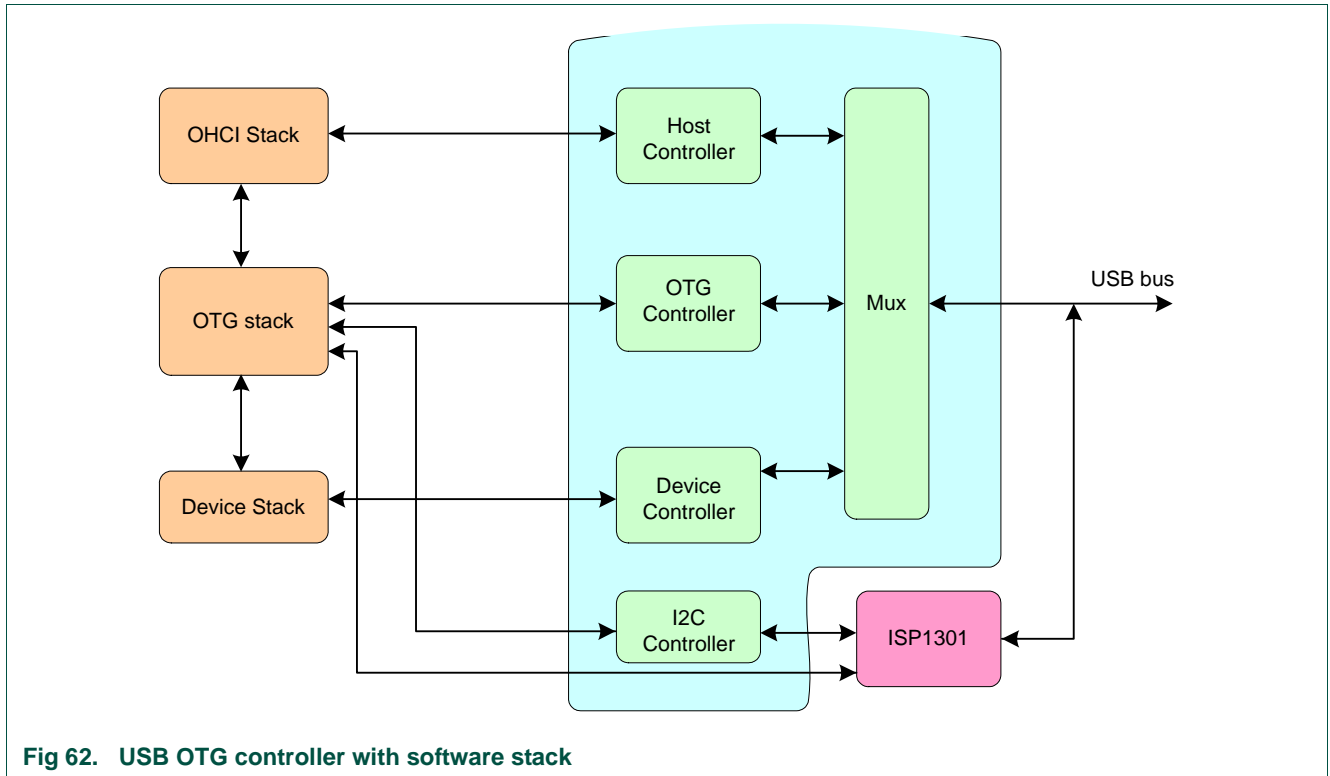 OHCI Stack
Host
Controller
OTG stack
OTG
Controller
Mux
USB bus
Device Stack
Device
Controller
I2C
Controller
ISP1301
Fig 62. USB OTG controller with software stack